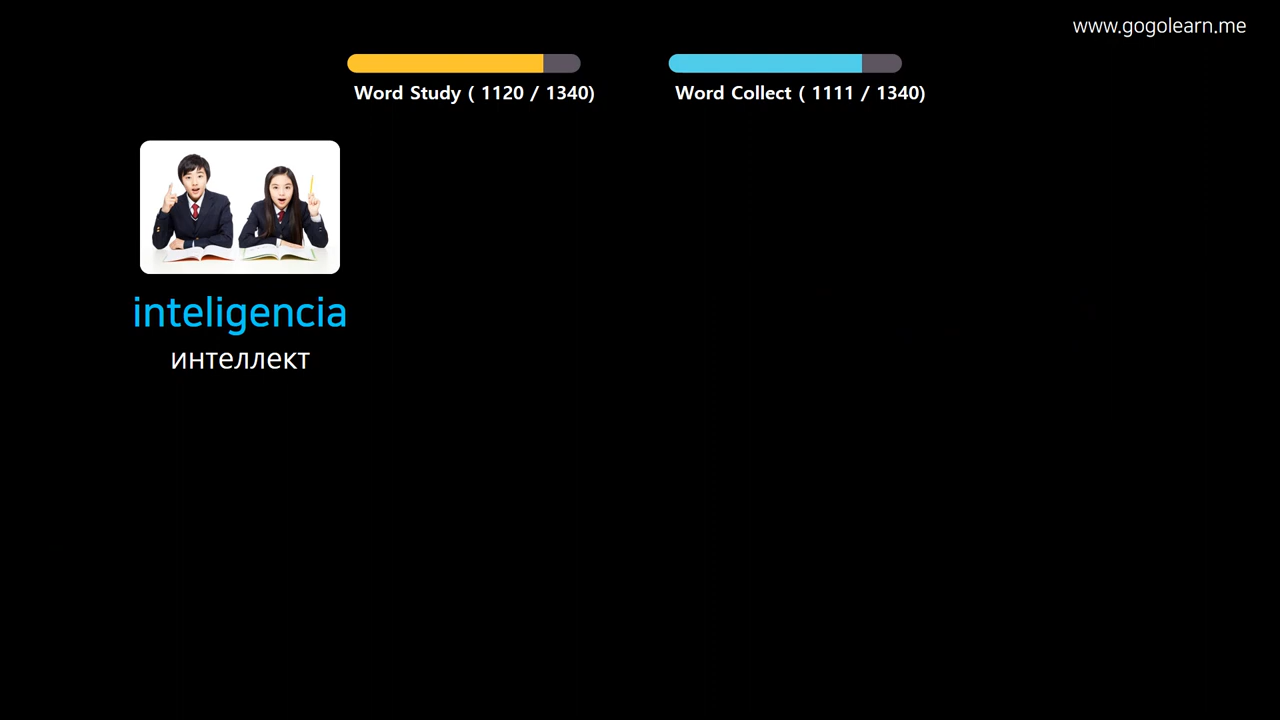 www.gogolearn.me
Word Study ( 1120 / 1340)
Word Collect ( 1111 / 1340)
inteligencia
интеллект